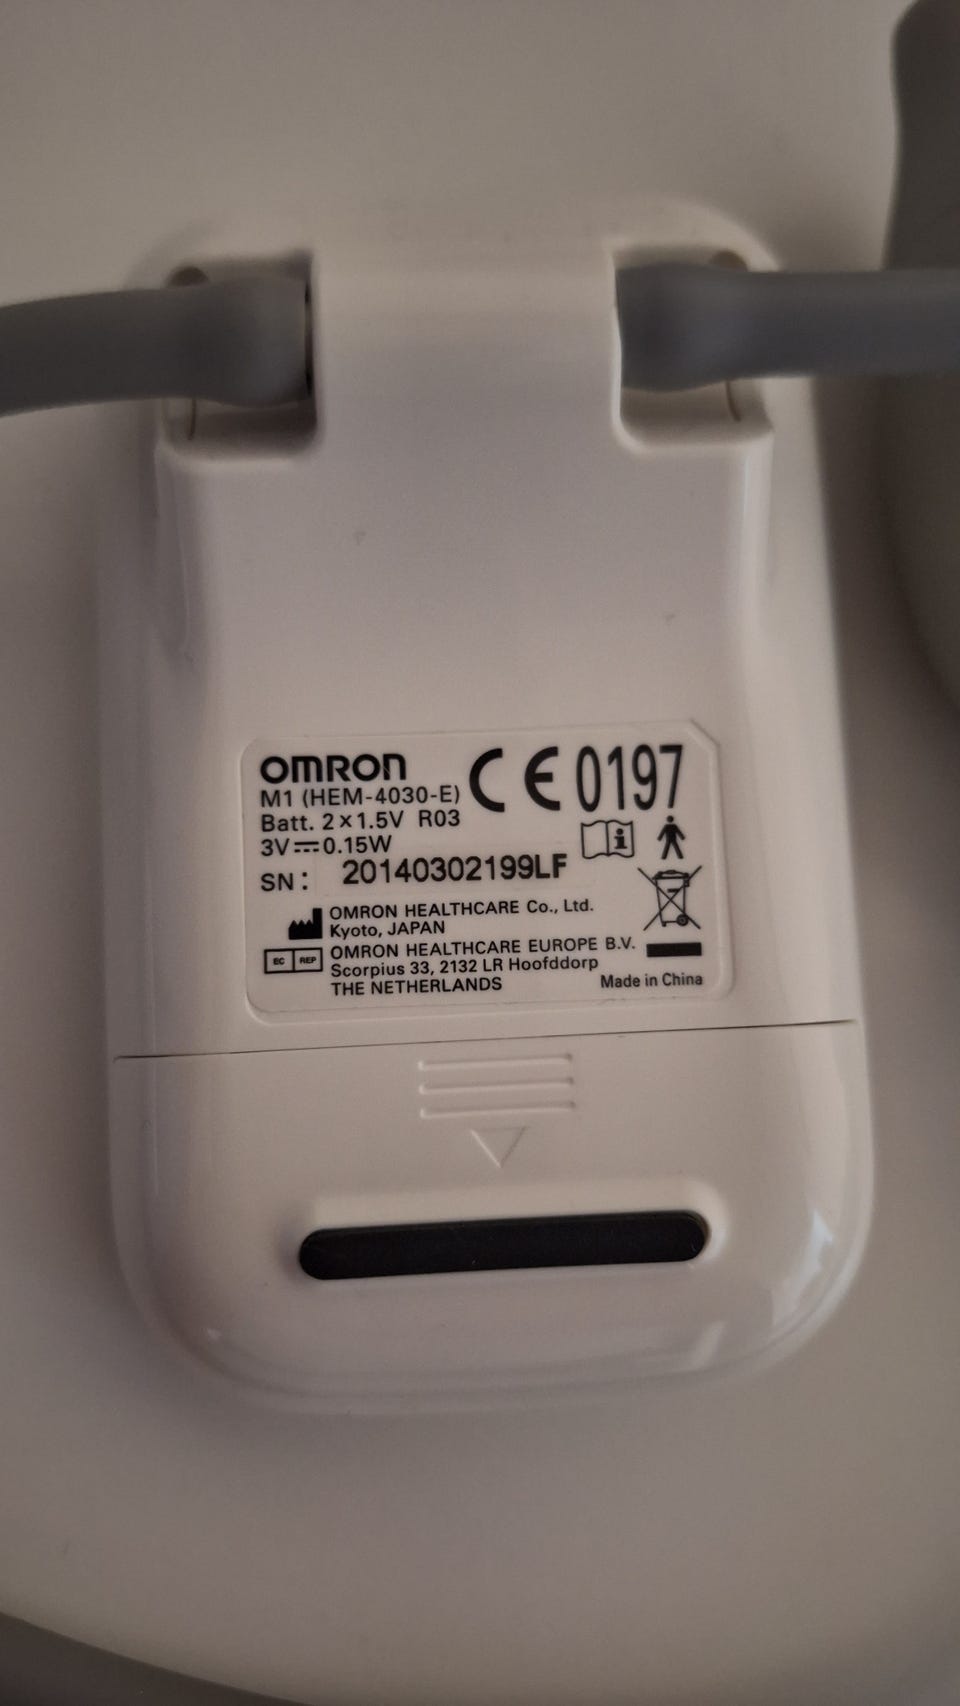 OMRON
CE 0197
M1 (HEM-4030-E)
Batt. 2×1.5V R03
3V⎓0.15W
SN: 20140302199LF
OMRON HEALTHCARE Co., Ltd.
Kyoto, JAPAN
EC REP
OMRON HEALTHCARE EUROPE B.V.
Scorpius 33, 2132 LR Hoofddorp
THE NETHERLANDS
Made in China